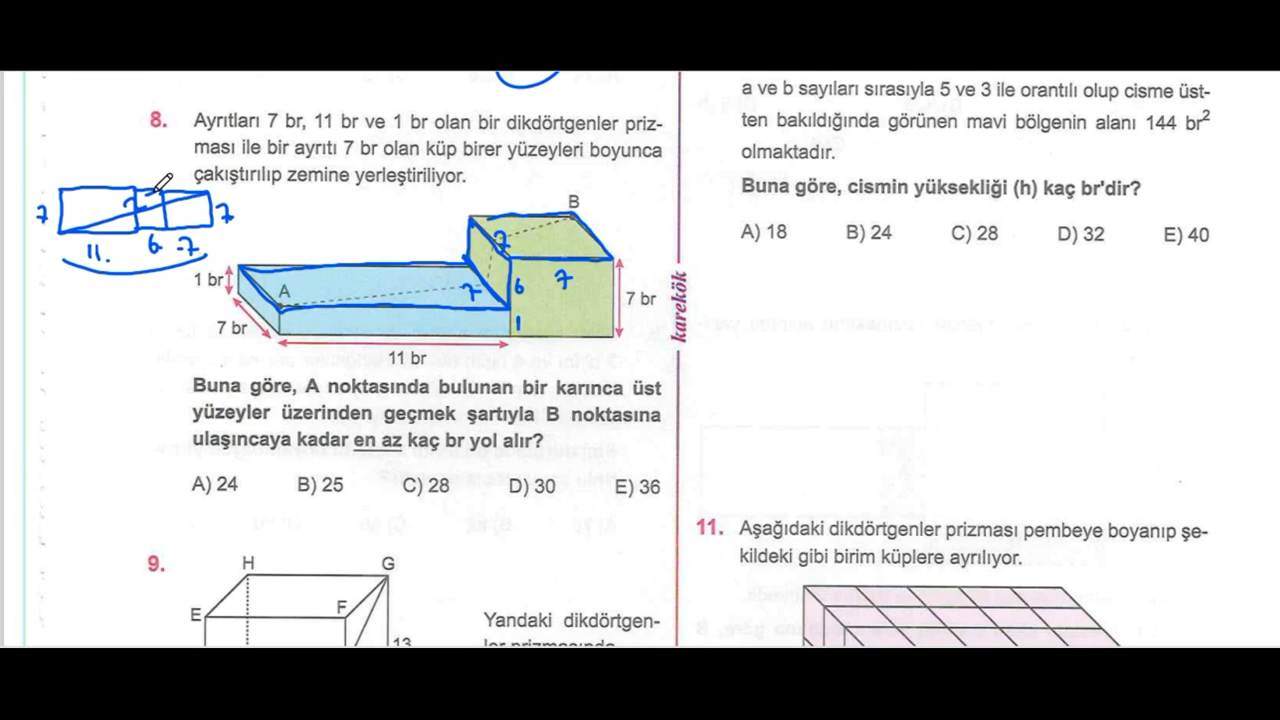 8. Ayrıtları 7 br, 11 br ve 1 br olan bir dikdörtgenler priz-
ması ile bir ayrıtı 7 br olan küp birer yüzeyleri boyunca
çakıştırılıp zemine yerleştiriliyor.
7
7
11.
6
7
B
7
7
7
6
1
A
1 br
7 br
11 br
7 br
Buna göre, A noktasında bulunan bir karınca üst
yüzeyler üzerinden geçmek şartıyla B noktasına
ulaşıncaya kadar en az kaç br yol alır?
A) 24 B) 25 C) 28 D) 30 E) 36
9.
H
G
E
F
13
Yandaki dikdörtgen-
ler prizmasında
karekök
a ve b sayıları sırasıyla 5 ve 3 ile orantılı olup cisme üst-
ten bakıldığında görünen mavi bölgenin alanı 144 br²
olmaktadır.
Buna göre, cismin yüksekliği (h) kaç br'dir?
A) 18 B) 24 C) 28 D) 32 E) 40
11. Aşağıdaki dikdörtgenler prizması pembeye boyanıp şe-
kildeki gibi birim küplere ayrılıyor.